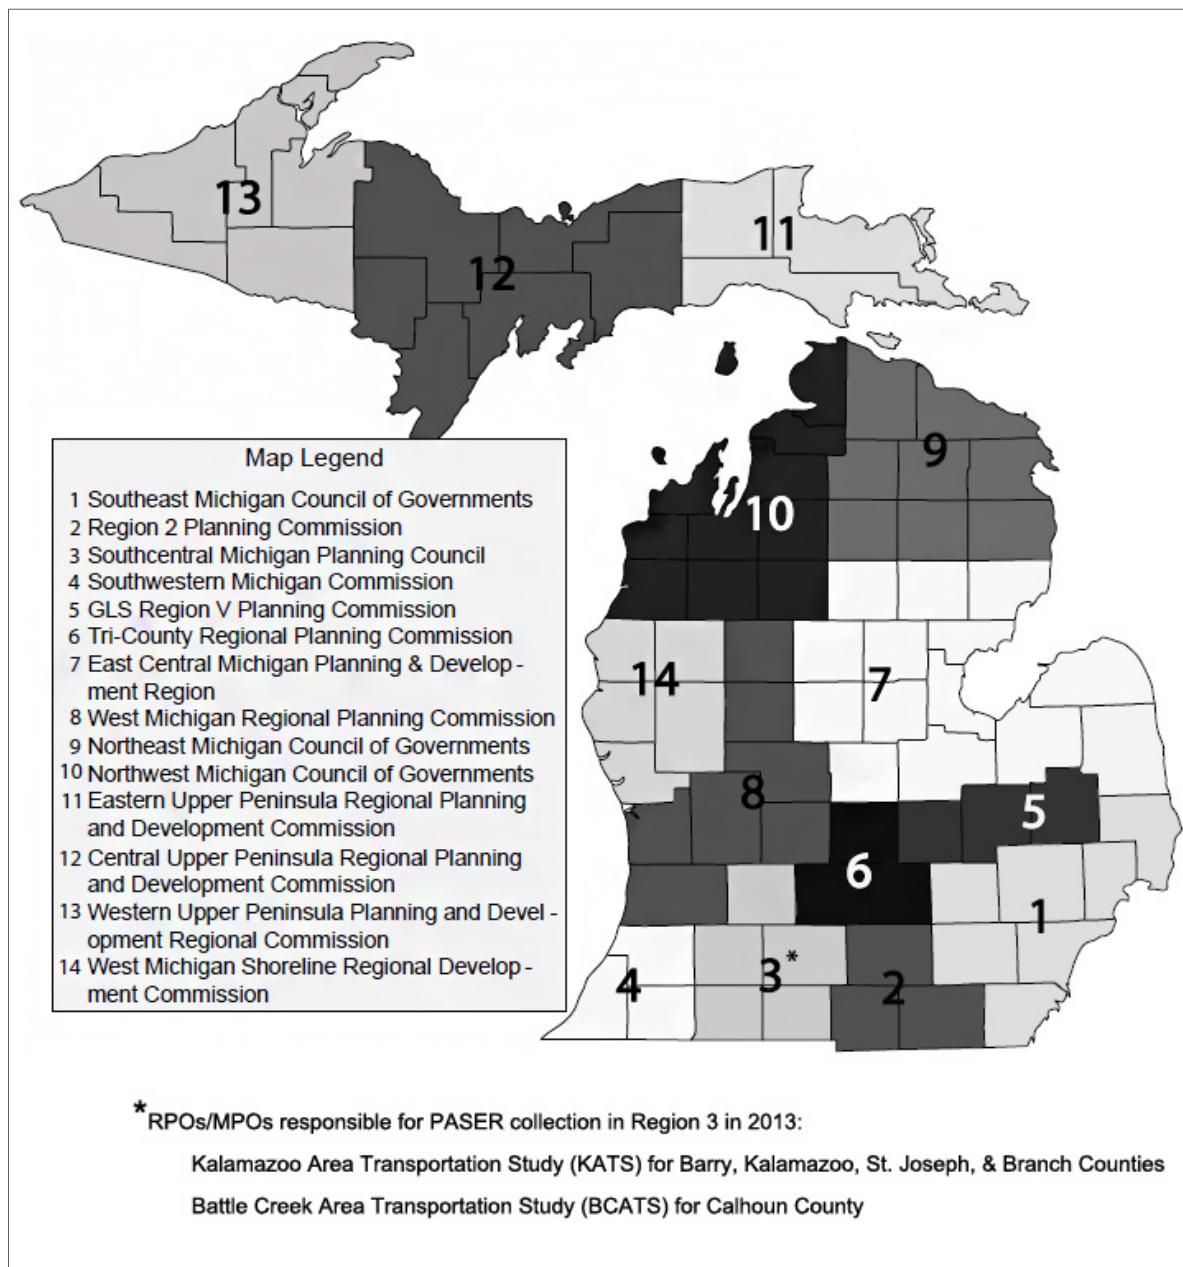 13
11
12
9
10
14
7
8
5
6
1
3*
4
2
Map Legend
1 Southeast Michigan Council of Governments
2 Region 2 Planning Commission
3 Southcentral Michigan Planning Council
4 Southwestern Michigan Commission
5 GLS Region V Planning Commission
6 Tri-County Regional Planning Commission
7 East Central Michigan Planning & Develop -
ment Region
8 West Michigan Regional Planning Commission
9 Northeast Michigan Council of Governments
10 Northwest Michigan Council of Governments
11 Eastern Upper Peninsula Regional Planning
and Development Commission
12 Central Upper Peninsula Regional Planning
and Development Commission
13 Western Upper Peninsula Planning and Devel -
opment Regional Commission
14 West Michigan Shoreline Regional Develop -
ment Commission
*RPOs/MPOs responsible for PASER collection in Region 3 in 2013:
Kalamazoo Area Transportation Study (KATS) for Barry, Kalamazoo, St. Joseph, & Branch Counties
Battle Creek Area Transportation Study (BCATS) for Calhoun County